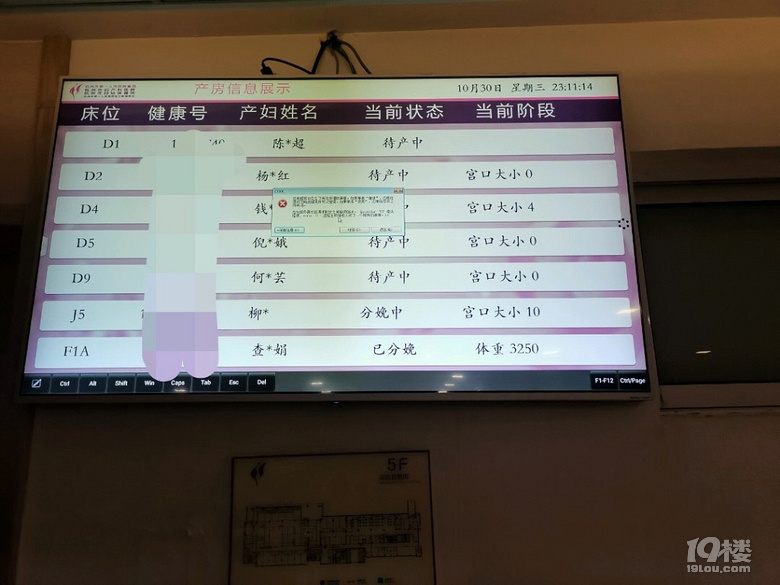 产房信息展示
10月30日 星期三 23:11:14
床位 健康号 产妇姓名 当前状态 当前阶段
D1 1 陈*超 待产中
D2 杨*红 待产中 宫口大小 0
D4 钱* 待产中 宫口大小 4
D5 倪*娥 待产中 宫口大小 0
D9 何*芸 待产中 宫口大小 0
J5 柳* 分娩中 宫口大小 10
F1A 查*娟 已分娩 体重 3250
Ctrl Alt Shift Win Caps Tab Esc Del F1-F12 Ctrl/Page
5F
19楼
19lou.com